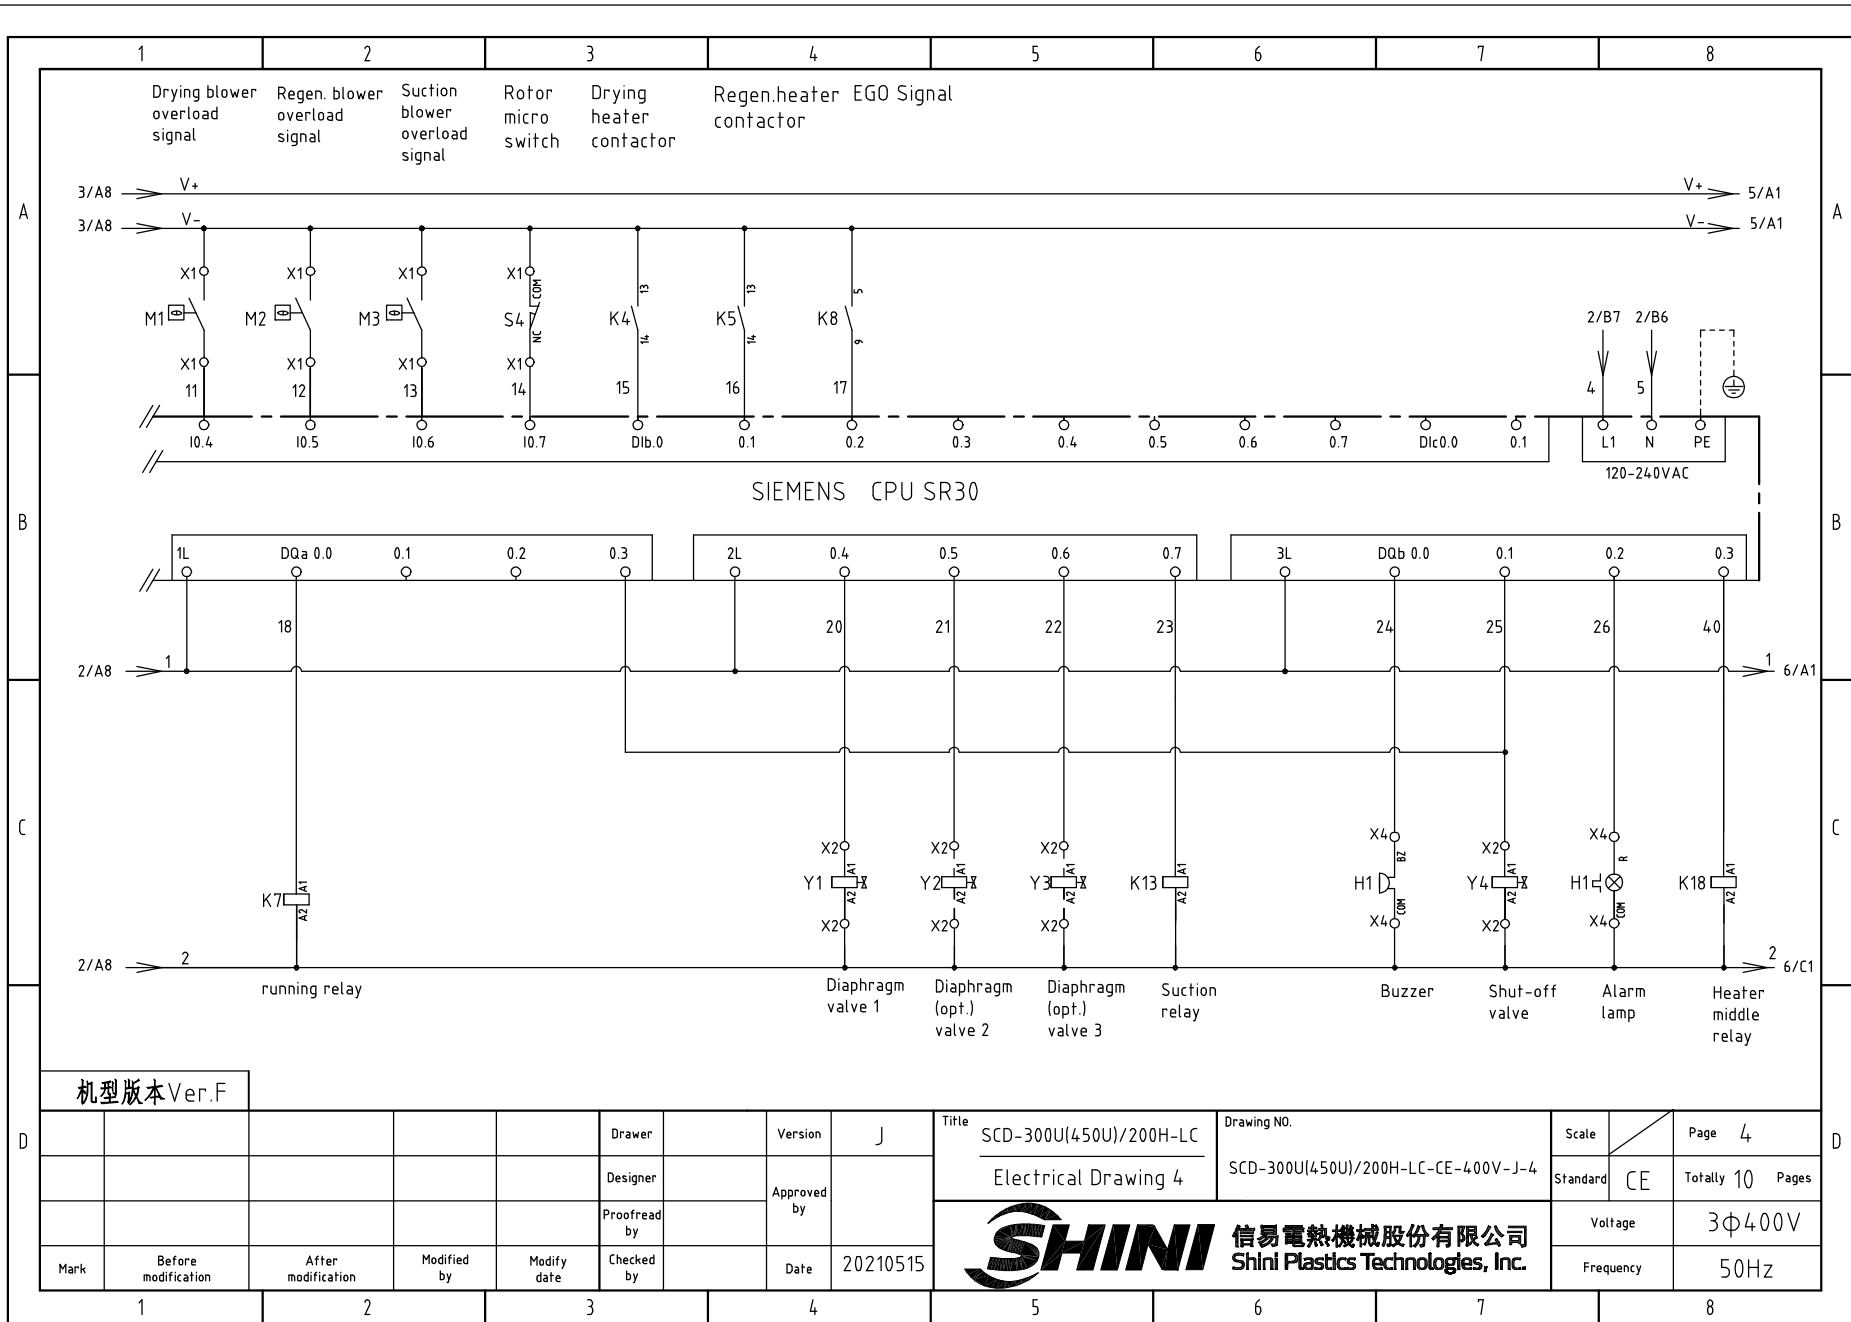 1 2 3 4 5 6 7 8
Drying blower
overload
signal
Regen. blower
overload
signal
Suction
blower
overload
signal
Rotor
micro
switch
Drying
heater
contactor
Regen.heater
contactor
EGO Signal
3/A8 V+ V+ 5/A1
A A
3/A8 V- V- 5/A1
X1 X1 X1 X1 COM 13 13 5
M1 M2 M3 S4 K4 K5 K8 2/B7 2/B6
NC 14 14 9
X1 X1 X1 X1
11 12 13 14 15 16 17 4 5
I0.4 I0.5 I0.6 I0.7 DIb.0 0.1 0.2 0.3 0.4 0.5 0.6 0.7 DIc0.0 0.1 L1 N PE
120-240VAC
SIEMENS CPU SR30
B B
1L DQa 0.0 0.1 0.2 0.3 2L 0.4 0.5 0.6 0.7 3L DQb 0.0 0.1 0.2 0.3
18 20 21 22 23 24 25 26 40
2/A8 1 1 6/A1
C C
X2 X2 X2 X4 X2 X4
A1 A1 A1 A1 A1 BZ A1 R A1
K7 Y1 Y2 Y3 K13 H1 Y4 H1 K18
A2 A2 A2 A2 A2 COM A2 COM A2
X2 X2 X2 X4 X2 X4
2/A8 2 2 6/C1
running relay
Diaphragm
valve 1
Diaphragm
(opt.)
valve 2
Diaphragm
(opt.)
valve 3
Suction
relay
Buzzer
Shut-off
valve
Alarm
lamp
Heater
middle
relay
机型版本Ver.F
D D
Drawer
Designer
Proofread
by
Checked
by
Version J
Approved
by
Date 20210515
Mark
Before
modification
After
modification
Modified
by
Modify
date
Title
SCD-300U(450U)/200H-LC
Electrical Drawing 4
Drawing NO.
SCD-300U(450U)/200H-LC-CE-400V-J-4
SHINI
信易電熱機械股份有限公司
Shini Plastics Technologies, Inc.
Scale
Page 4
Standard CE
Totally 10 Pages
Voltage 3Φ400V
Frequency 50Hz
1 2 3 4 5 6 7 8